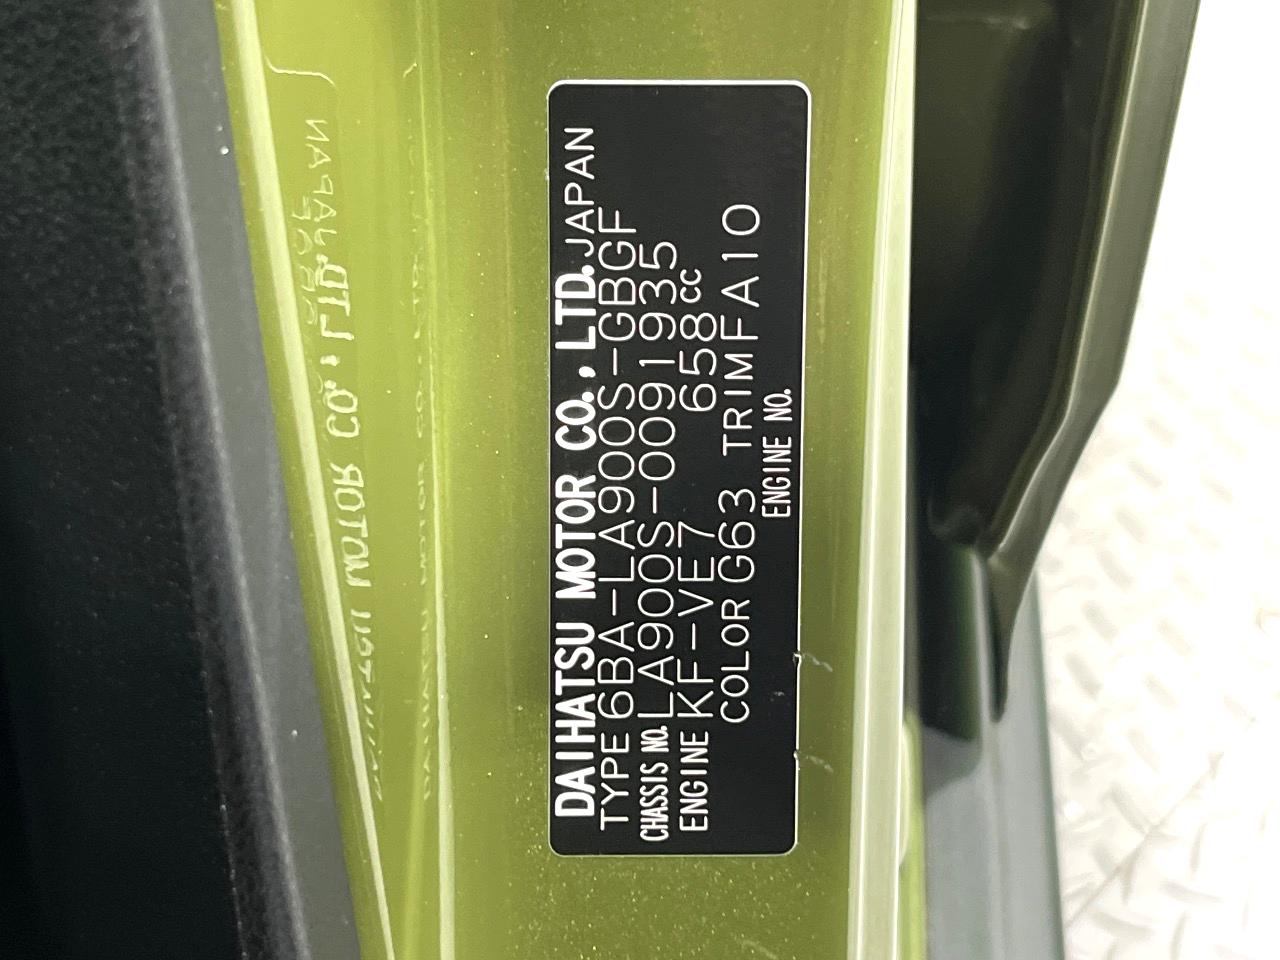 DAIHATSU MOTOR CO., LTD. JAPAN
TYPE 6BA-LA900S-GBGF
CHASSIS NO. LA900S-0091935
ENGINE KF-VE7 658cc
COLOR G63 TRIM FA10
ENGINE NO.